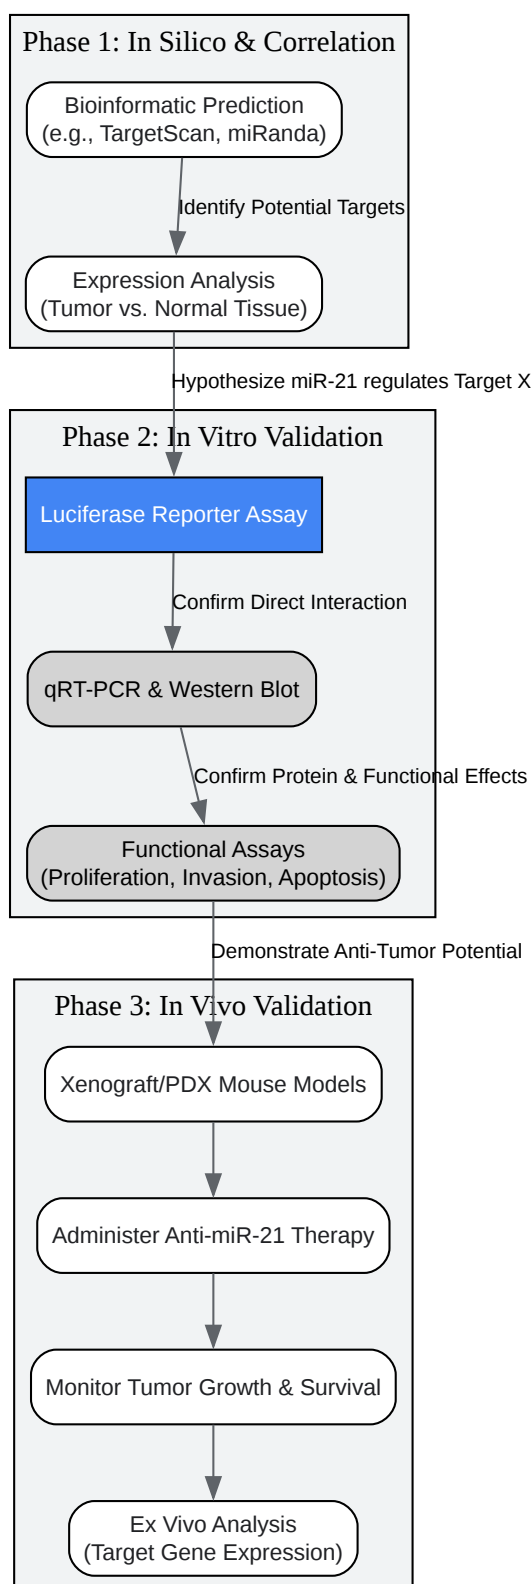 Phase 1: In Silico & Correlation
Bioinformatic Prediction
(e.g., TargetScan, miRanda)
Identify Potential Targets
Expression Analysis
(Tumor vs. Normal Tissue)
Hypothesize miR-21 regulates Target X
Phase 2: In Vitro Validation
Luciferase Reporter Assay
Confirm Direct Interaction
qRT-PCR & Western Blot
Confirm Protein & Functional Effects
Functional Assays
(Proliferation, Invasion, Apoptosis)
Demonstrate Anti-Tumor Potential
Phase 3: In Vivo Validation
Xenograft/PDX Mouse Models
Administer Anti-miR-21 Therapy
Monitor Tumor Growth & Survival
Ex Vivo Analysis
(Target Gene Expression)